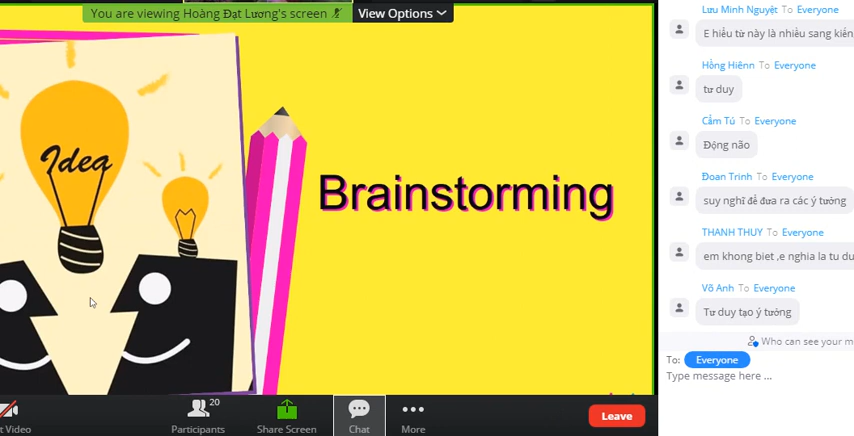 You are viewing Hoàng Đạt Lương's screen
View Options
Idea
Brainstorming
Lưu Minh Nguyệt To Everyone
E hiểu từ này là nhiều sang kiến
Hồng Hiênn To Everyone
tư duy
Cẩm Tú To Everyone
Động não
Đoan Trinh To Everyone
suy nghĩ để đưa ra các ý tưởng
THANH THUY To Everyone
em khong biet ,e nghia la tu du
Võ Anh To Everyone
Tư duy tạo ý tưởng
Who can see your m
To: Everyone
Type message here ...
t Video
20
Participants
Share Screen
Chat
More
Leave